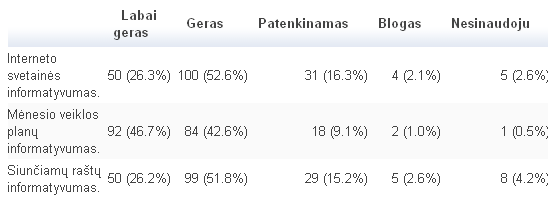 Labai geras Geras Patenkinamas Blogas Nesinaudoju
Interneto
svetainės 50 (26.3%) 100 (52.6%) 31 (16.3%) 4 (2.1%) 5 (2.6%)
informatyvumas.
Mėnesio veiklos
planų 92 (46.7%) 84 (42.6%) 18 (9.1%) 2 (1.0%) 1 (0.5%)
informatyvumas.
Siunčiamų raštų
informatyvumas. 50 (26.2%) 99 (51.8%) 29 (15.2%) 5 (2.6%) 8 (4.2%)